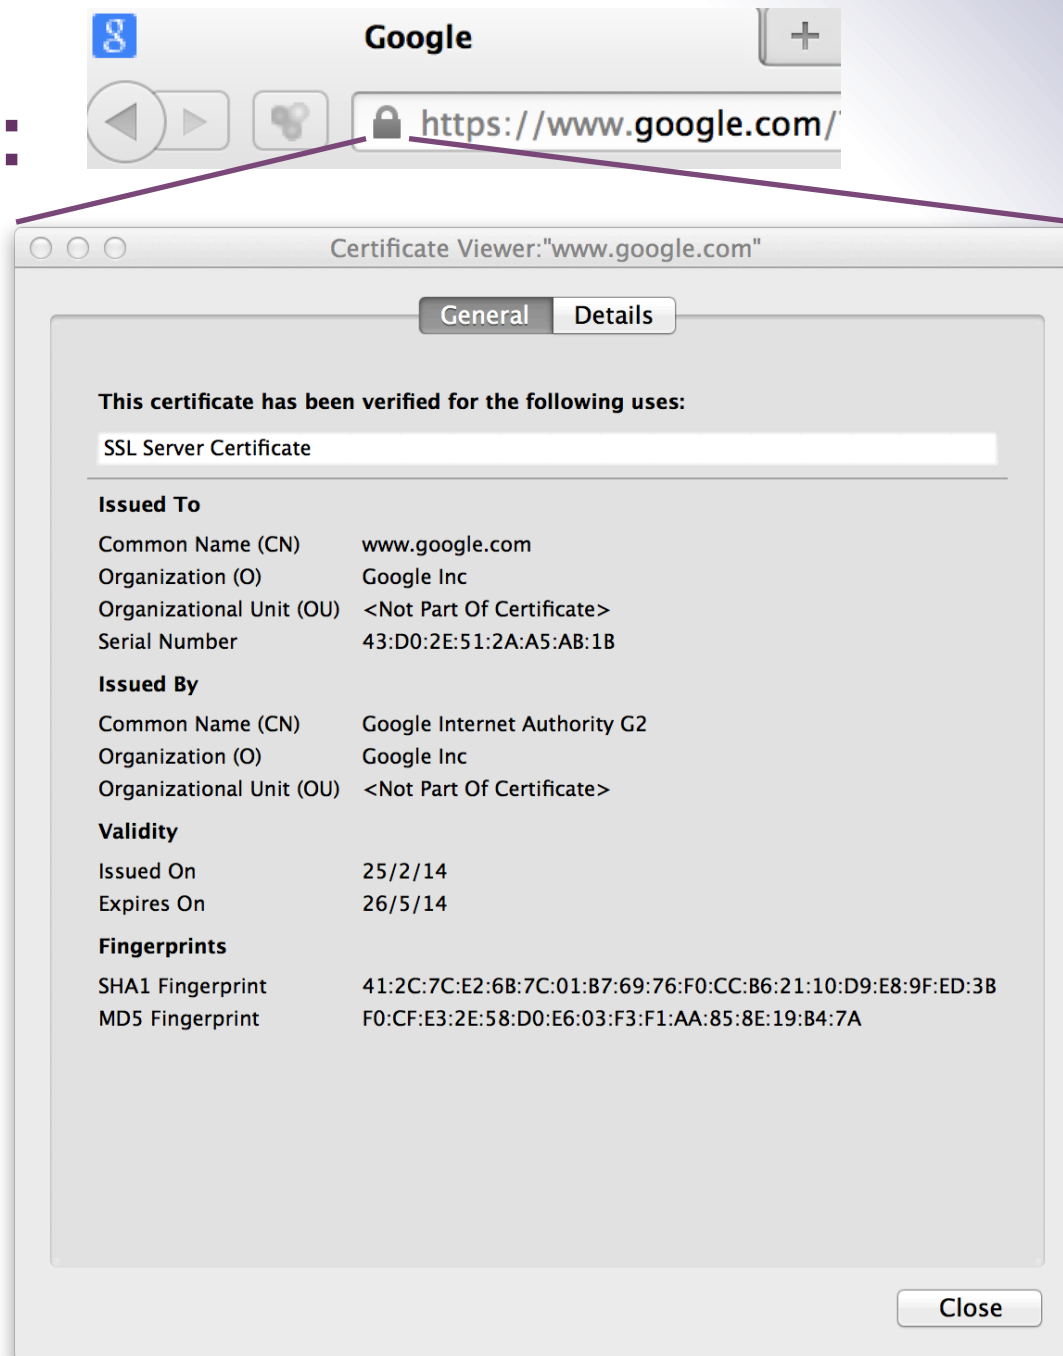 g Google +
https://www.google.com/
Certificate Viewer:"www.google.com"
General Details
This certificate has been verified for the following uses:
SSL Server Certificate
Issued To
Common Name (CN) www.google.com
Organization (O) Google Inc
Organizational Unit (OU) <Not Part Of Certificate>
Serial Number 43:D0:2E:51:2A:A5:AB:1B
Issued By
Common Name (CN) Google Internet Authority G2
Organization (O) Google Inc
Organizational Unit (OU) <Not Part Of Certificate>
Validity
Issued On 25/2/14
Expires On 26/5/14
Fingerprints
SHA1 Fingerprint 41:2C:7C:E2:6B:7C:01:B7:69:76:F0:CC:B6:21:10:D9:E8:9F:ED:3B
MD5 Fingerprint F0:CF:E3:2E:58:D0:E6:03:F3:F1:AA:85:8E:19:B4:7A
Close